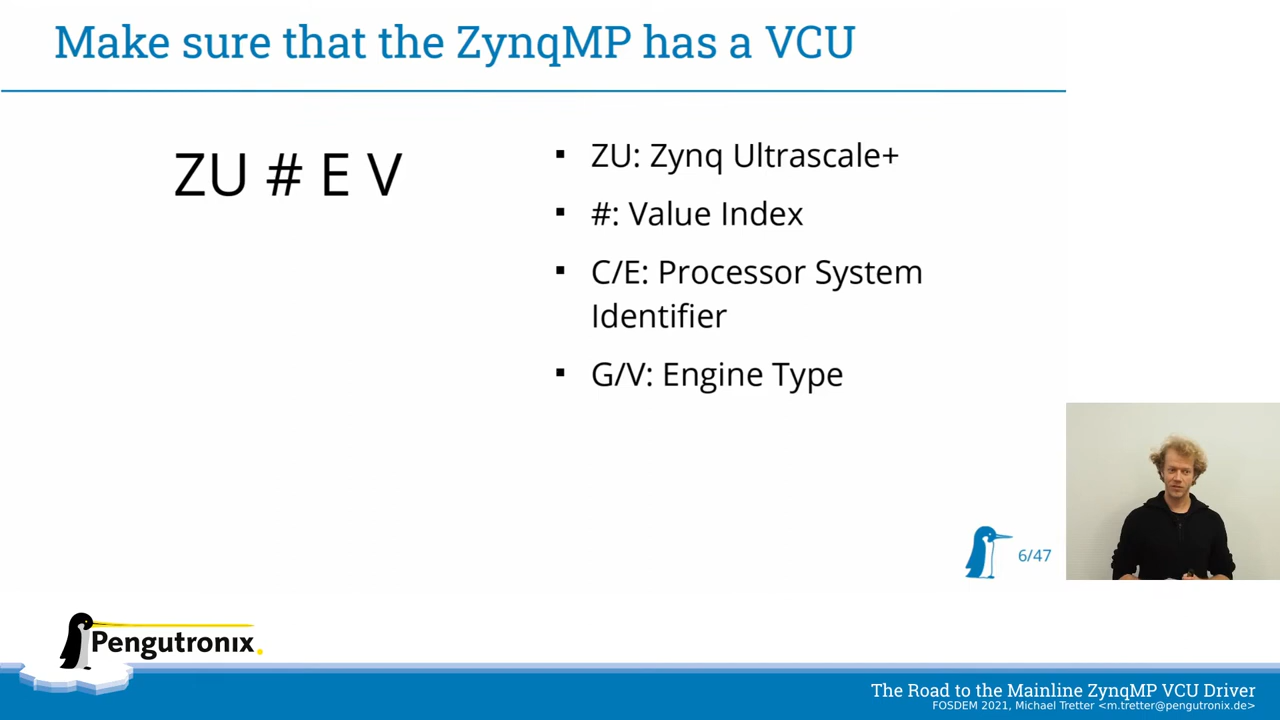 Make sure that the ZynqMP has a VCU
ZU # E V
▪ ZU: Zynq Ultrascale+
▪ #: Value Index
▪ C/E: Processor System
Identifier
▪ G/V: Engine Type
6/47
Pengutronix
The Road to the Mainline ZynqMP VCU Driver
FOSDEM 2021, Michael Tretter <m.tretter@pengutronix.de>